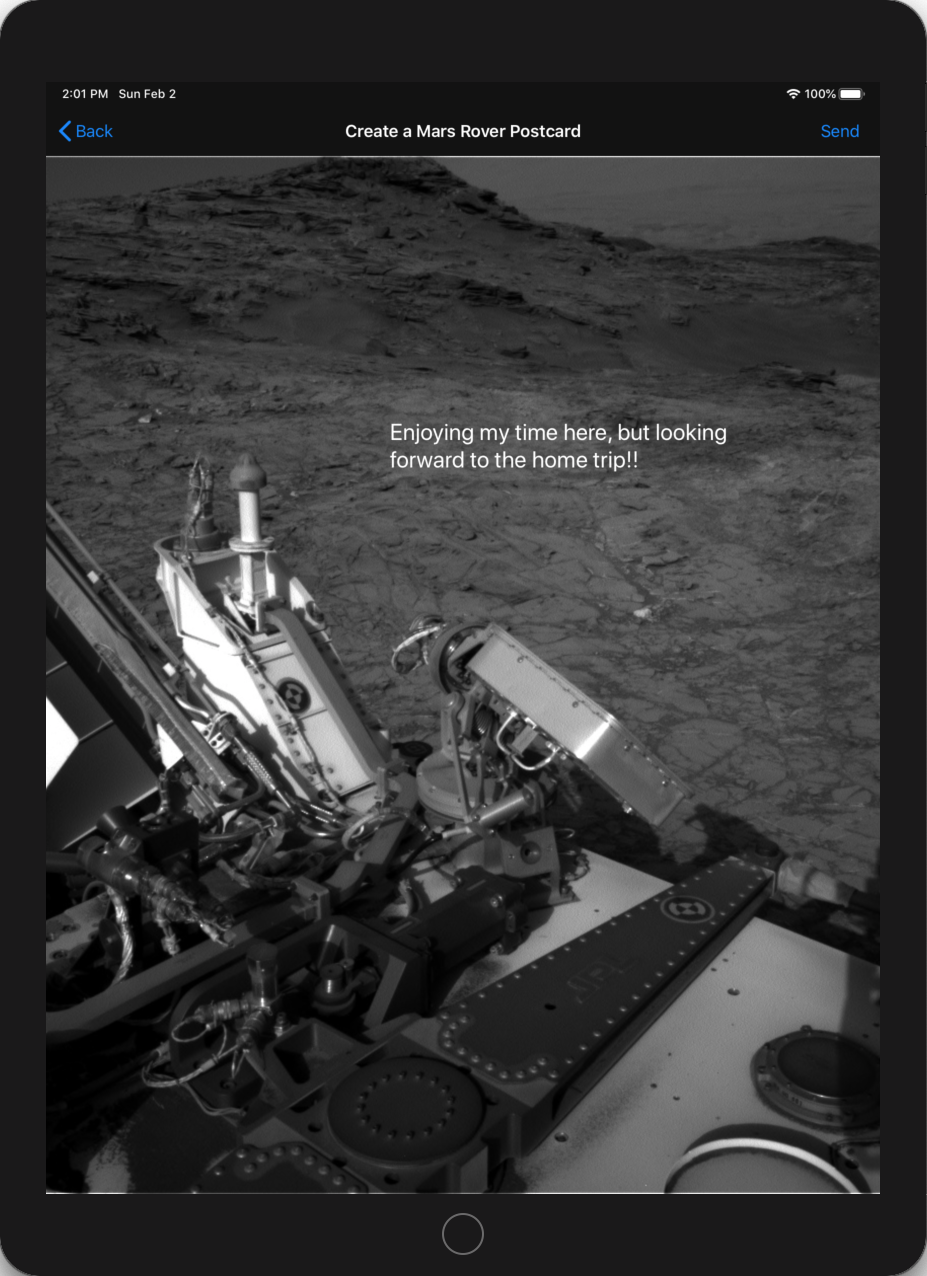 2:01 PM Sun Feb 2
100%
Back
Create a Mars Rover Postcard
Send
Enjoying my time here, but looking
forward to the home trip!!
JPL